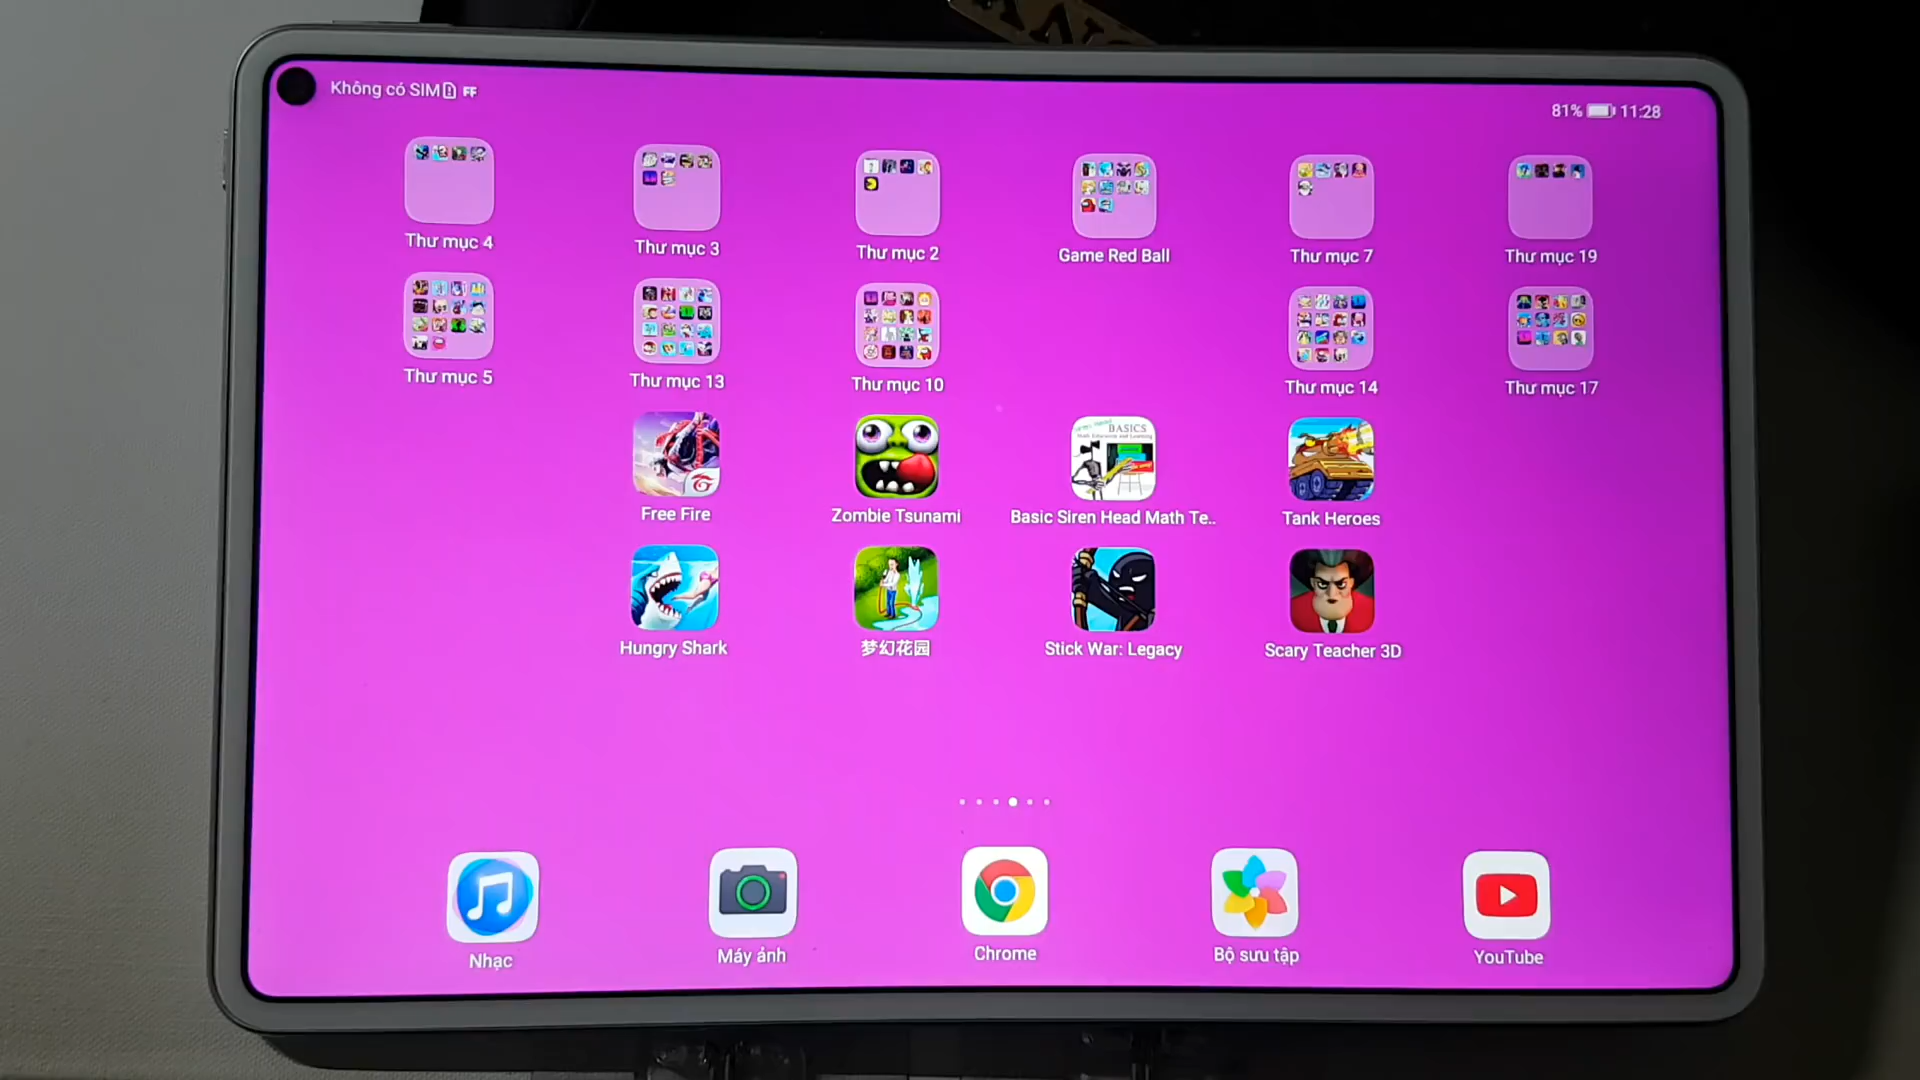 Không có SIM FF
81% 11:28
Thư mục 4
Thư mục 3
Thư mục 2
Game Red Ball
Thư mục 7
Thư mục 19
Thư mục 5
Thư mục 13
Thư mục 10
Thư mục 14
Thư mục 17
BASICS
Free Fire
Zombie Tsunami
Basic Siren Head Math Te..
Tank Heroes
Hungry Shark
梦幻花园
Stick War: Legacy
Scary Teacher 3D
Nhạc
Máy ảnh
Chrome
Bộ sưu tập
YouTube